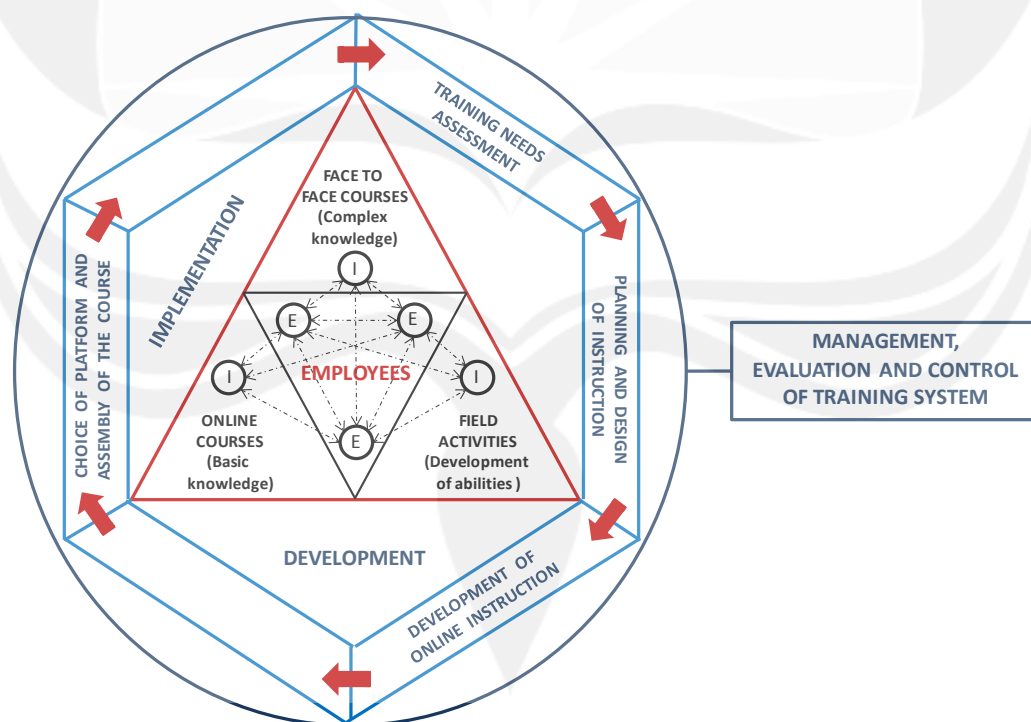 TRAINING NEEDS
ASSESSMENT
FACE TO
FACE COURSES
(Complex
knowledge)
IMPLEMENTATION
I
E
E
CHOICE OF PLATFORM AND
ASSEMBLY OF THE COURSE
PLANNING AND DESIGN
OF INSTRUCTION
MANAGEMENT,
EVALUATION AND CONTROL
OF TRAINING SYSTEM
I
EMPLOYEES
I
ONLINE
COURSES
(Basic
knowledge)
E
FIELD
ACTIVITIES
(Development
of abilities )
DEVELOPMENT
DEVELOPMENT OF
ONLINE INSTRUCTION